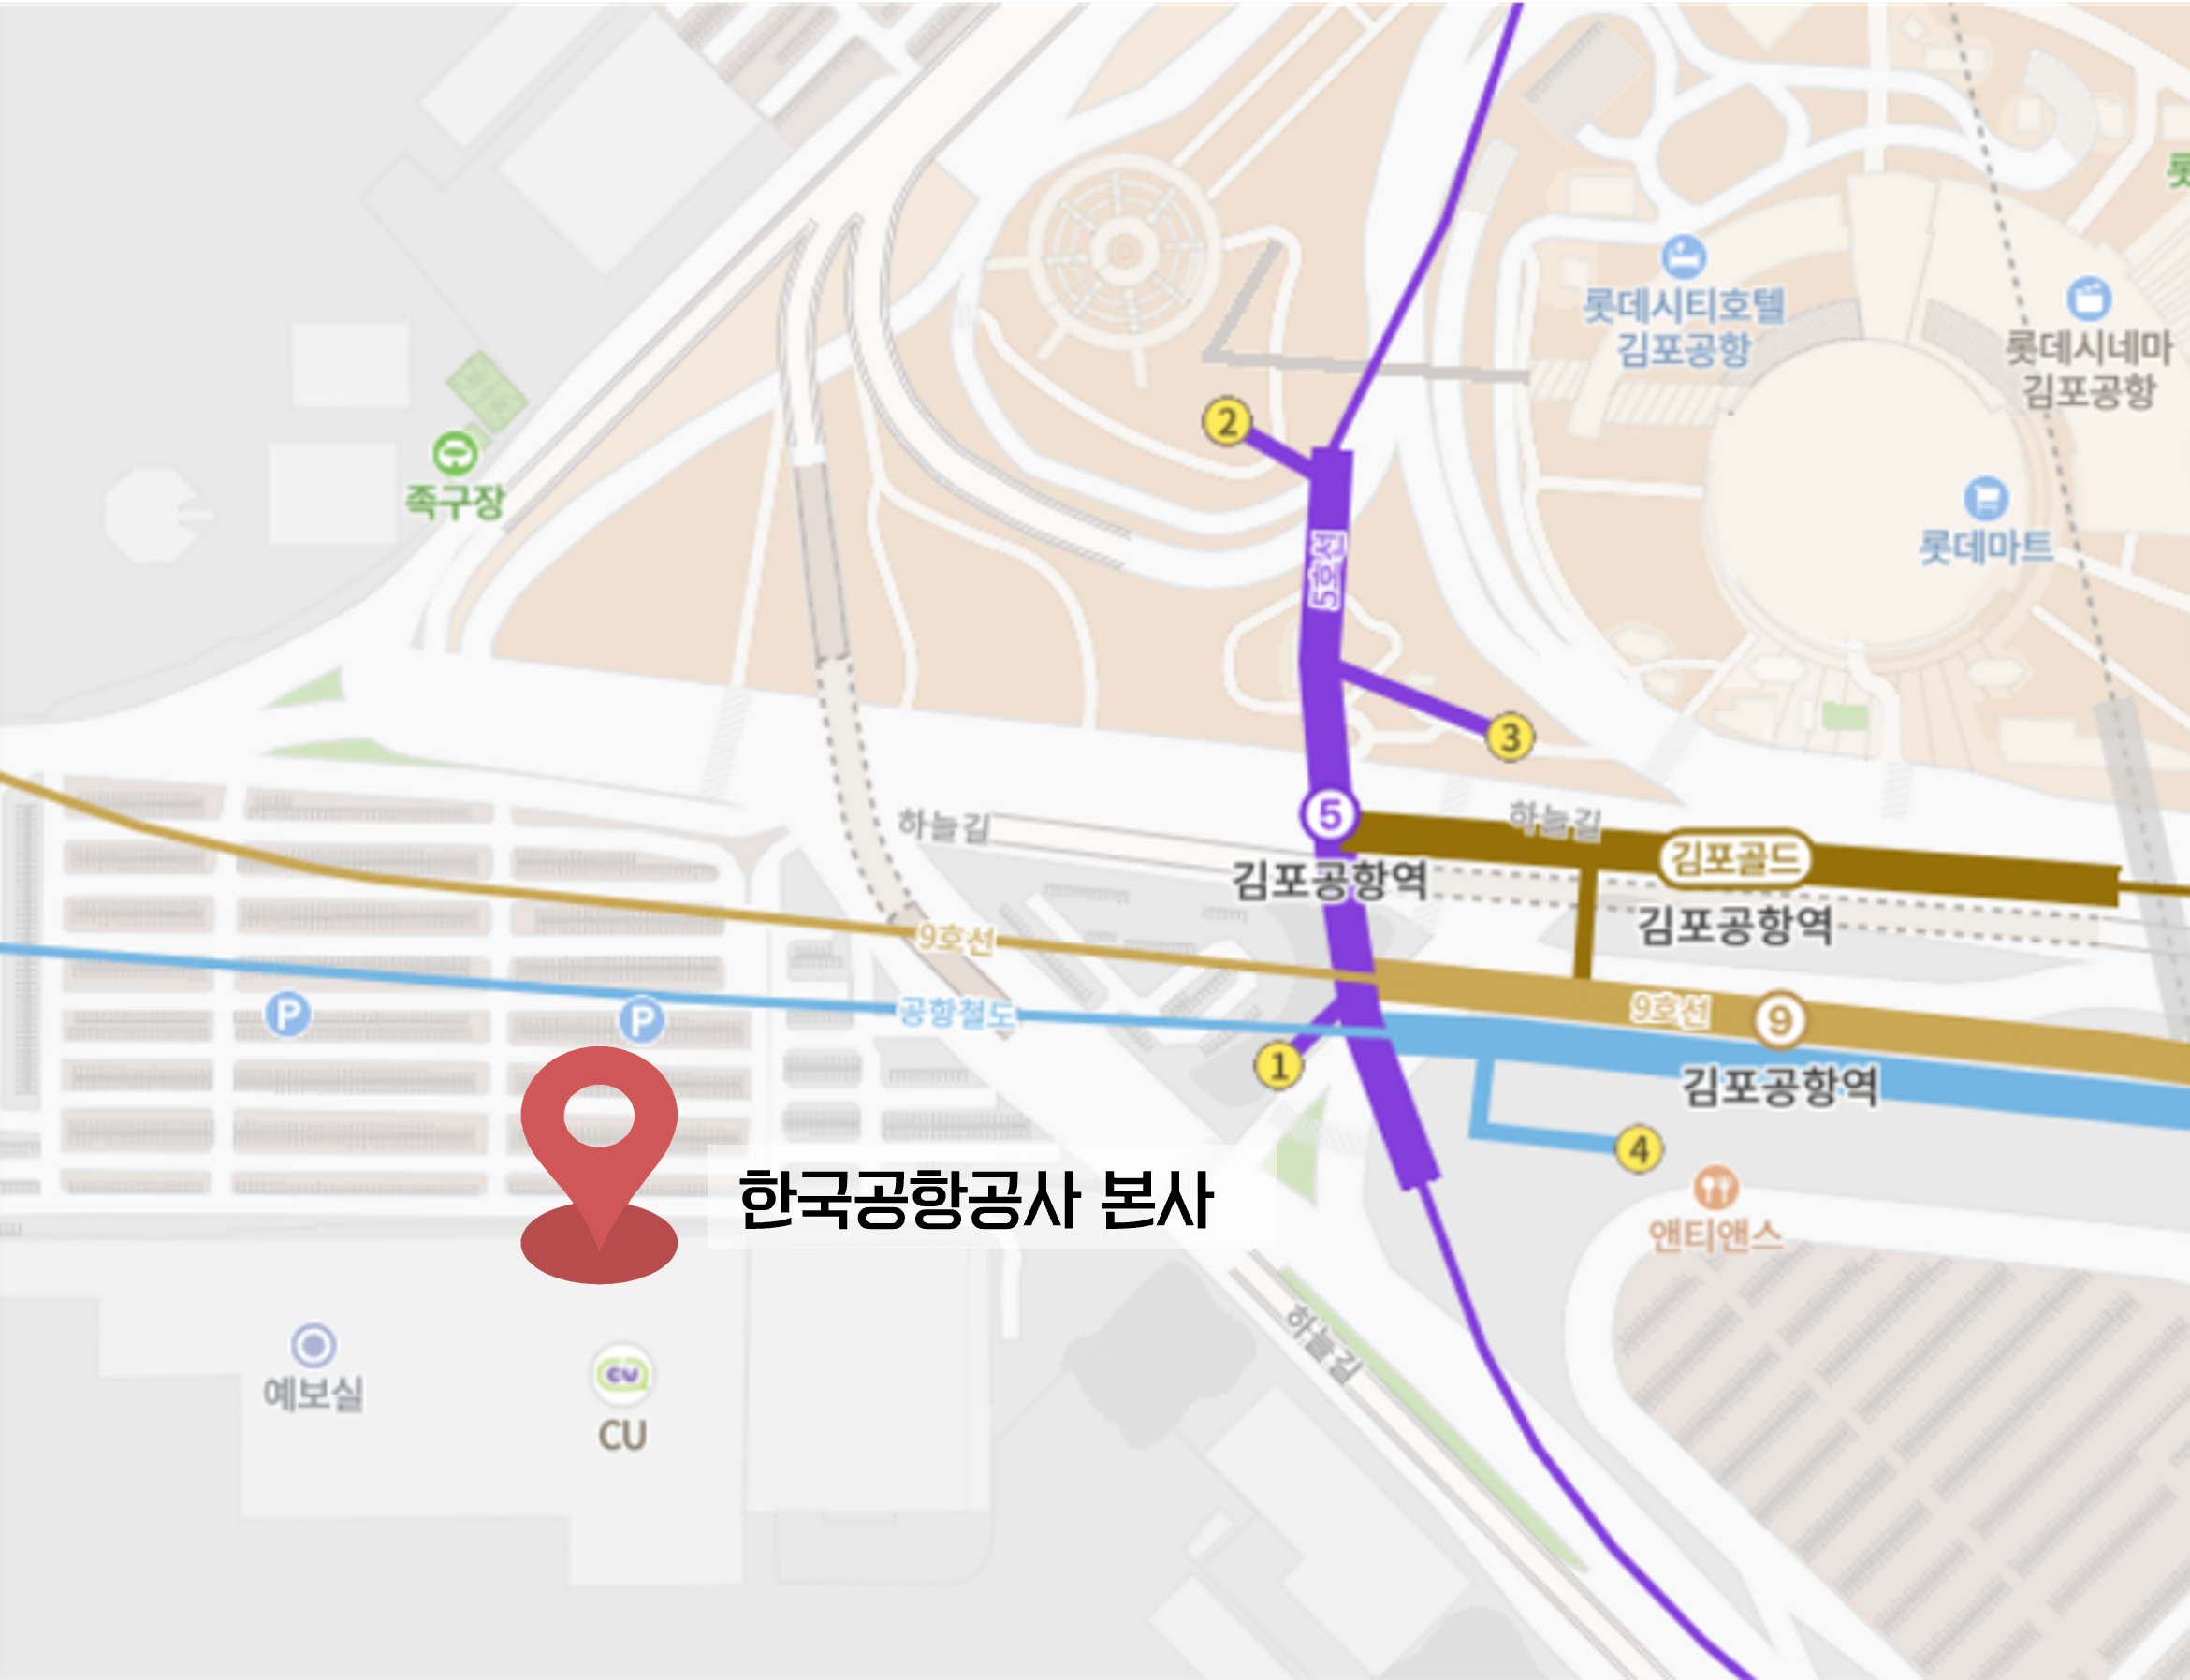 롯데시티호텔
김포공항
롯데시네마
김포공항
롯
2
족구장
롯데마트
5호선
3
5
하늘길
하늘길
김포골드
김포공항역
김포공항역
9호선
9호선
9
공항철도
P
P
1
김포공항역
4
한국공항공사 본사
앤티앤스
하늘길
예보실
CU
CU